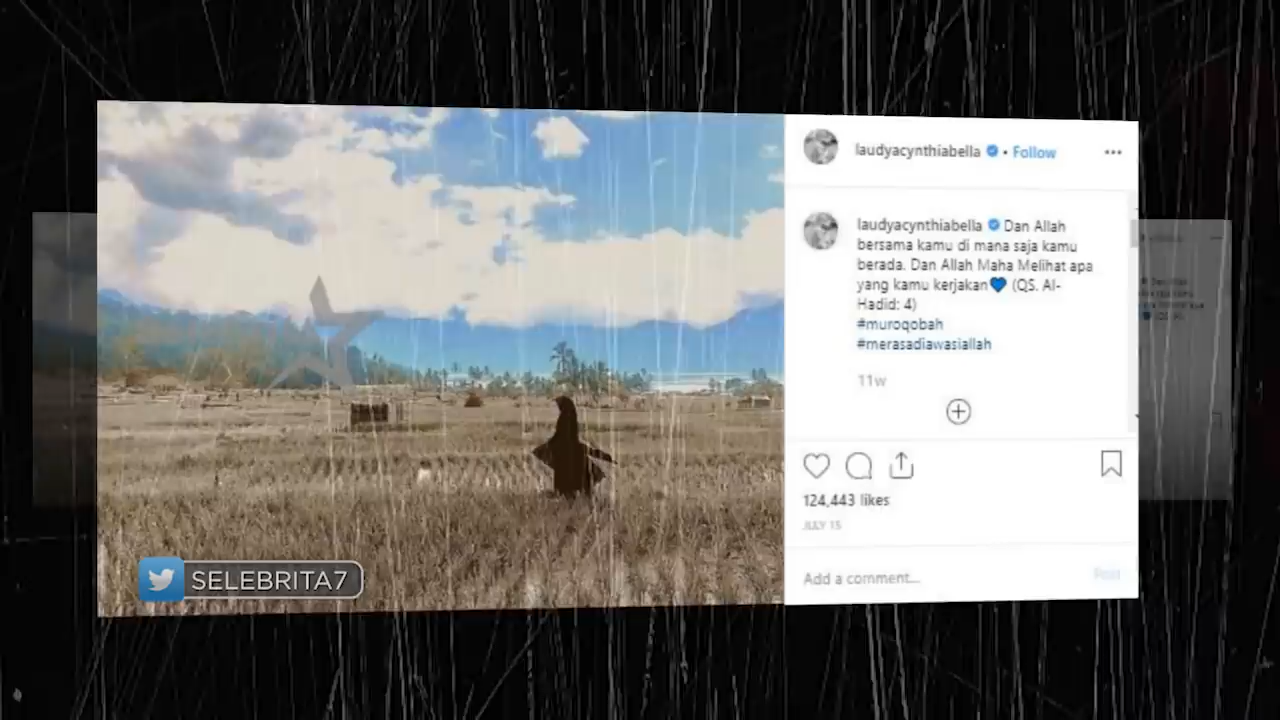 laudyacynthiabella • Follow
laudyacynthiabella Dan Allah
bersama kamu di mana saja kamu
berada. Dan Allah Maha Melihat apa
yang kamu kerjakan💙 (QS. Al-
Hadid: 4)
#muroqobah
#merasadiawasiallah
11w
124,443 likes
JULY 15
Add a comment...
Post
SELEBRITA7